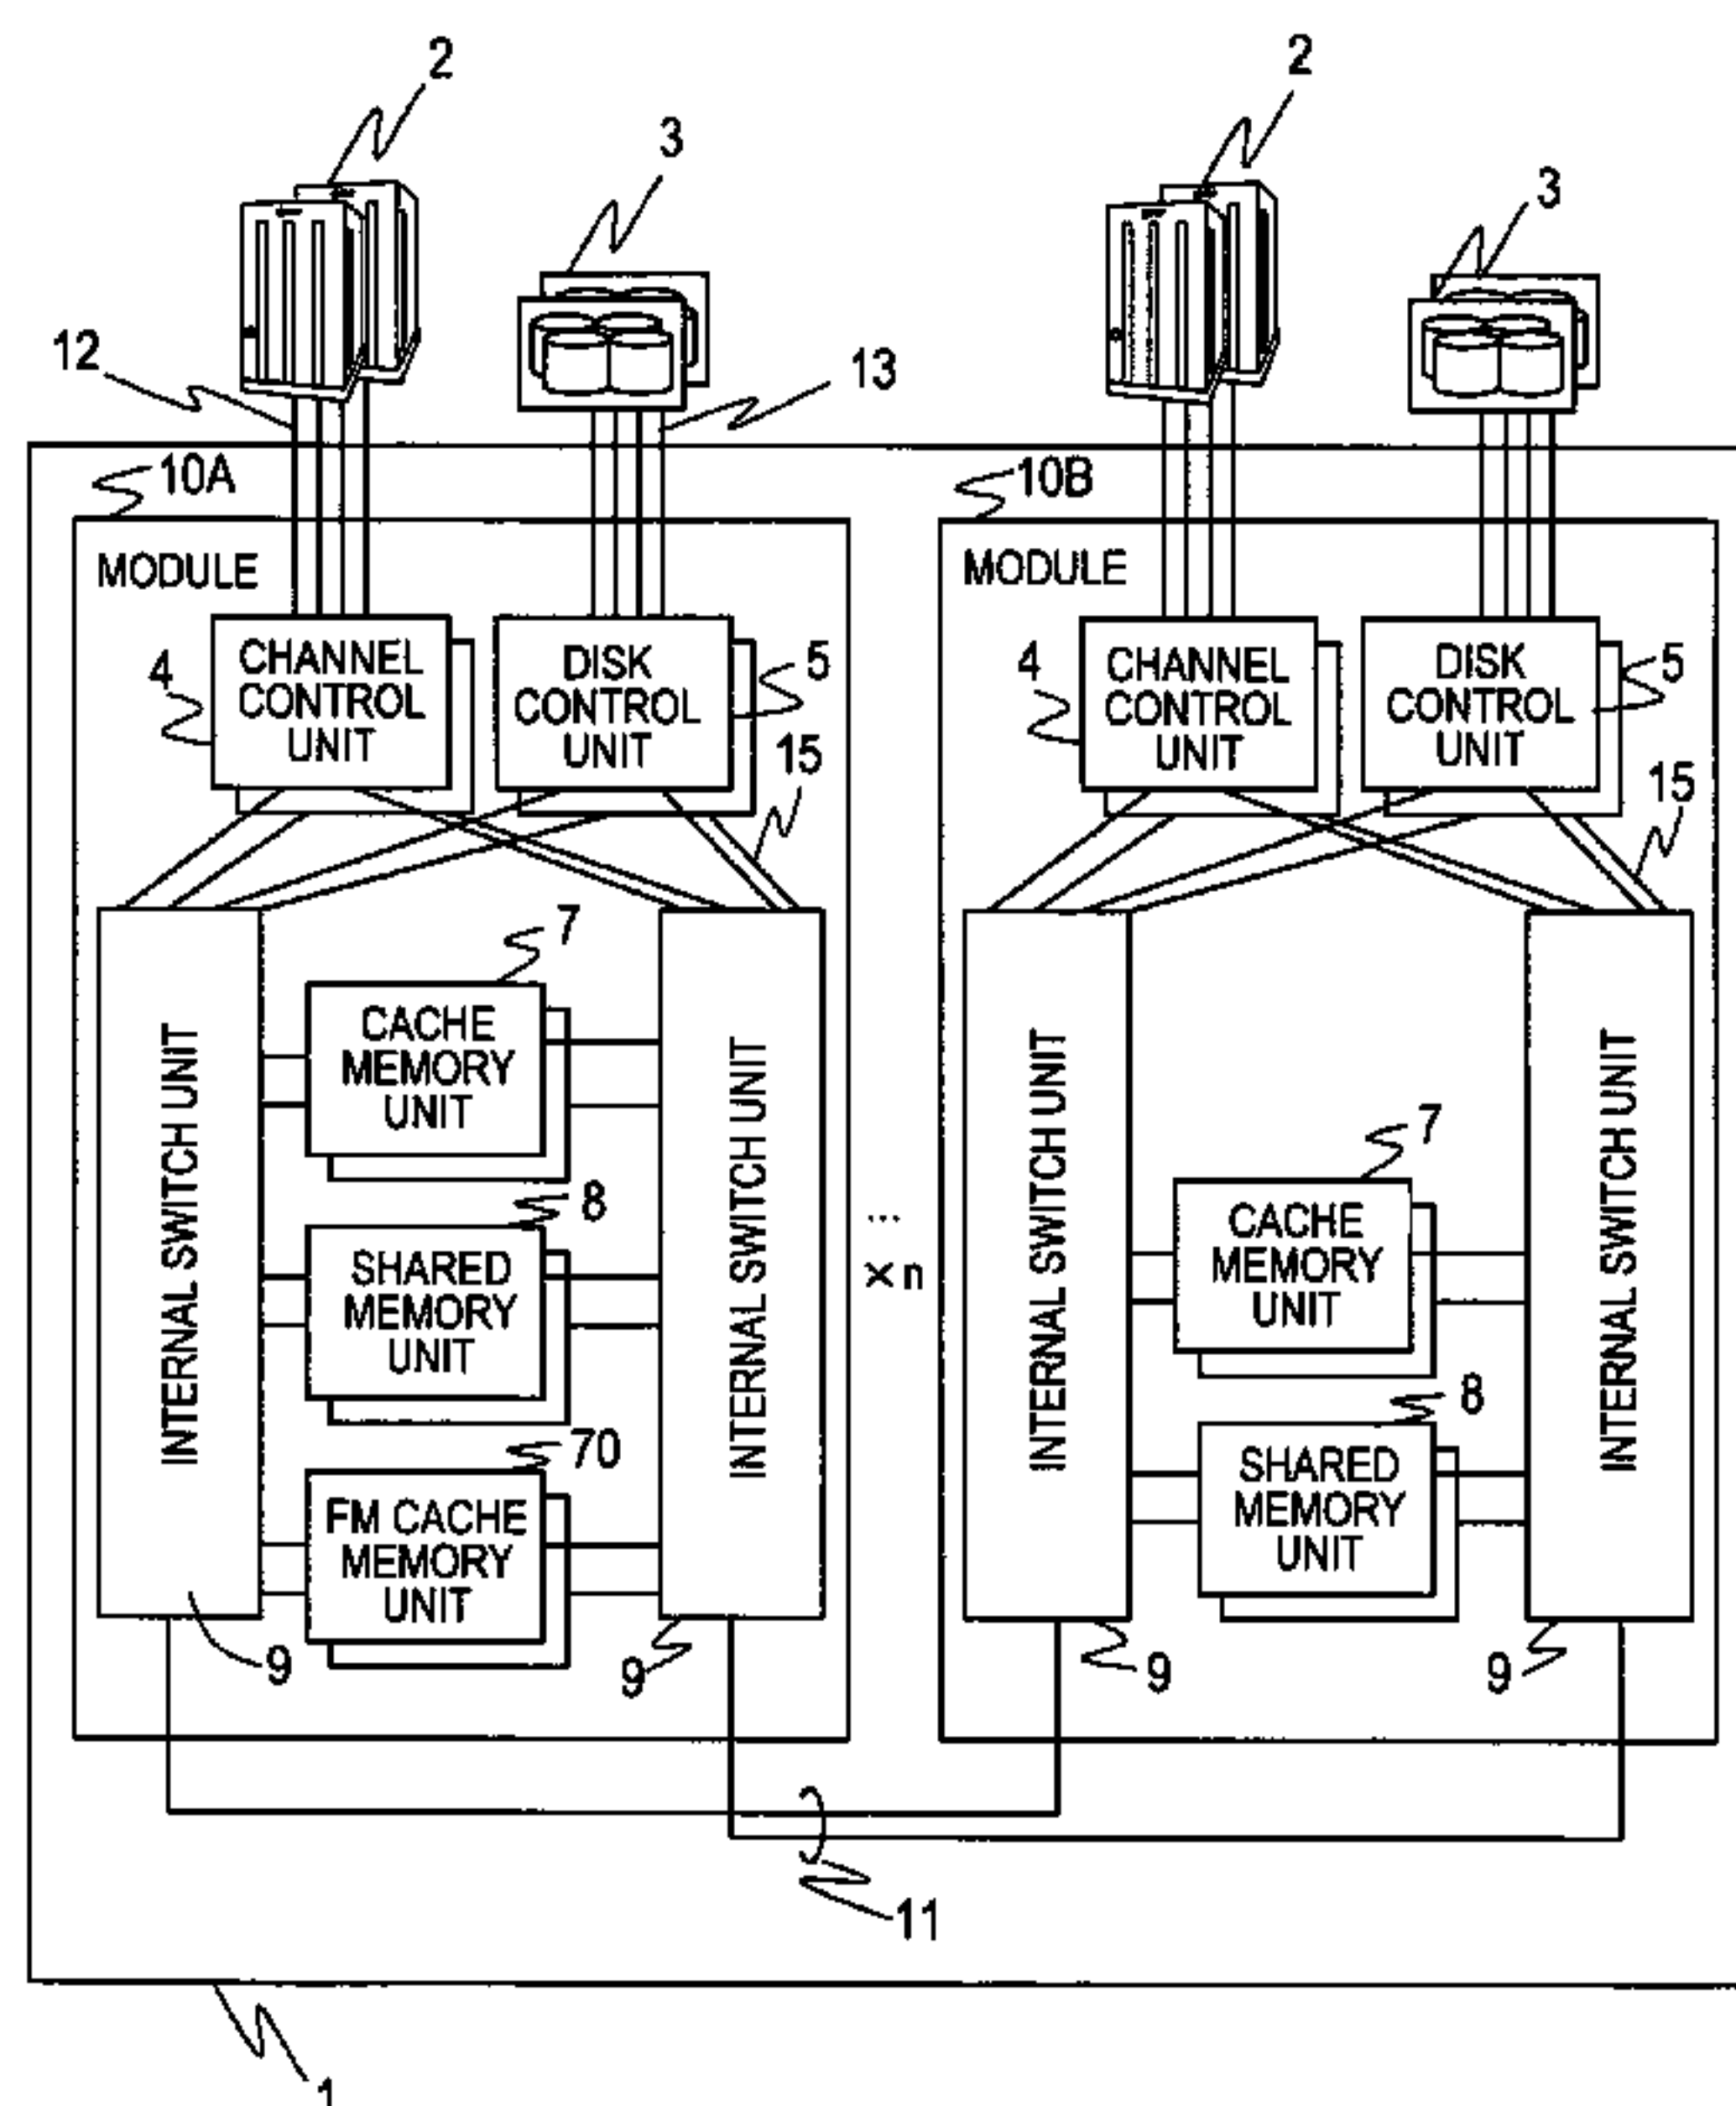 2
2
3
3
12
13
10A
10B
MODULE
MODULE
4
CHANNEL
CONTROL
UNIT
DISK
CONTROL
UNIT
5
15
4
CHANNEL
CONTROL
UNIT
DISK
CONTROL
UNIT
5
15
INTERNAL SWITCH UNIT
7
CACHE
MEMORY
UNIT
8
SHARED
MEMORY
UNIT
70
FM CACHE
MEMORY
UNIT
INTERNAL SWITCH UNIT
9
9
...
×n
INTERNAL SWITCH UNIT
7
CACHE
MEMORY
UNIT
8
SHARED
MEMORY
UNIT
INTERNAL SWITCH UNIT
9
9
11
1